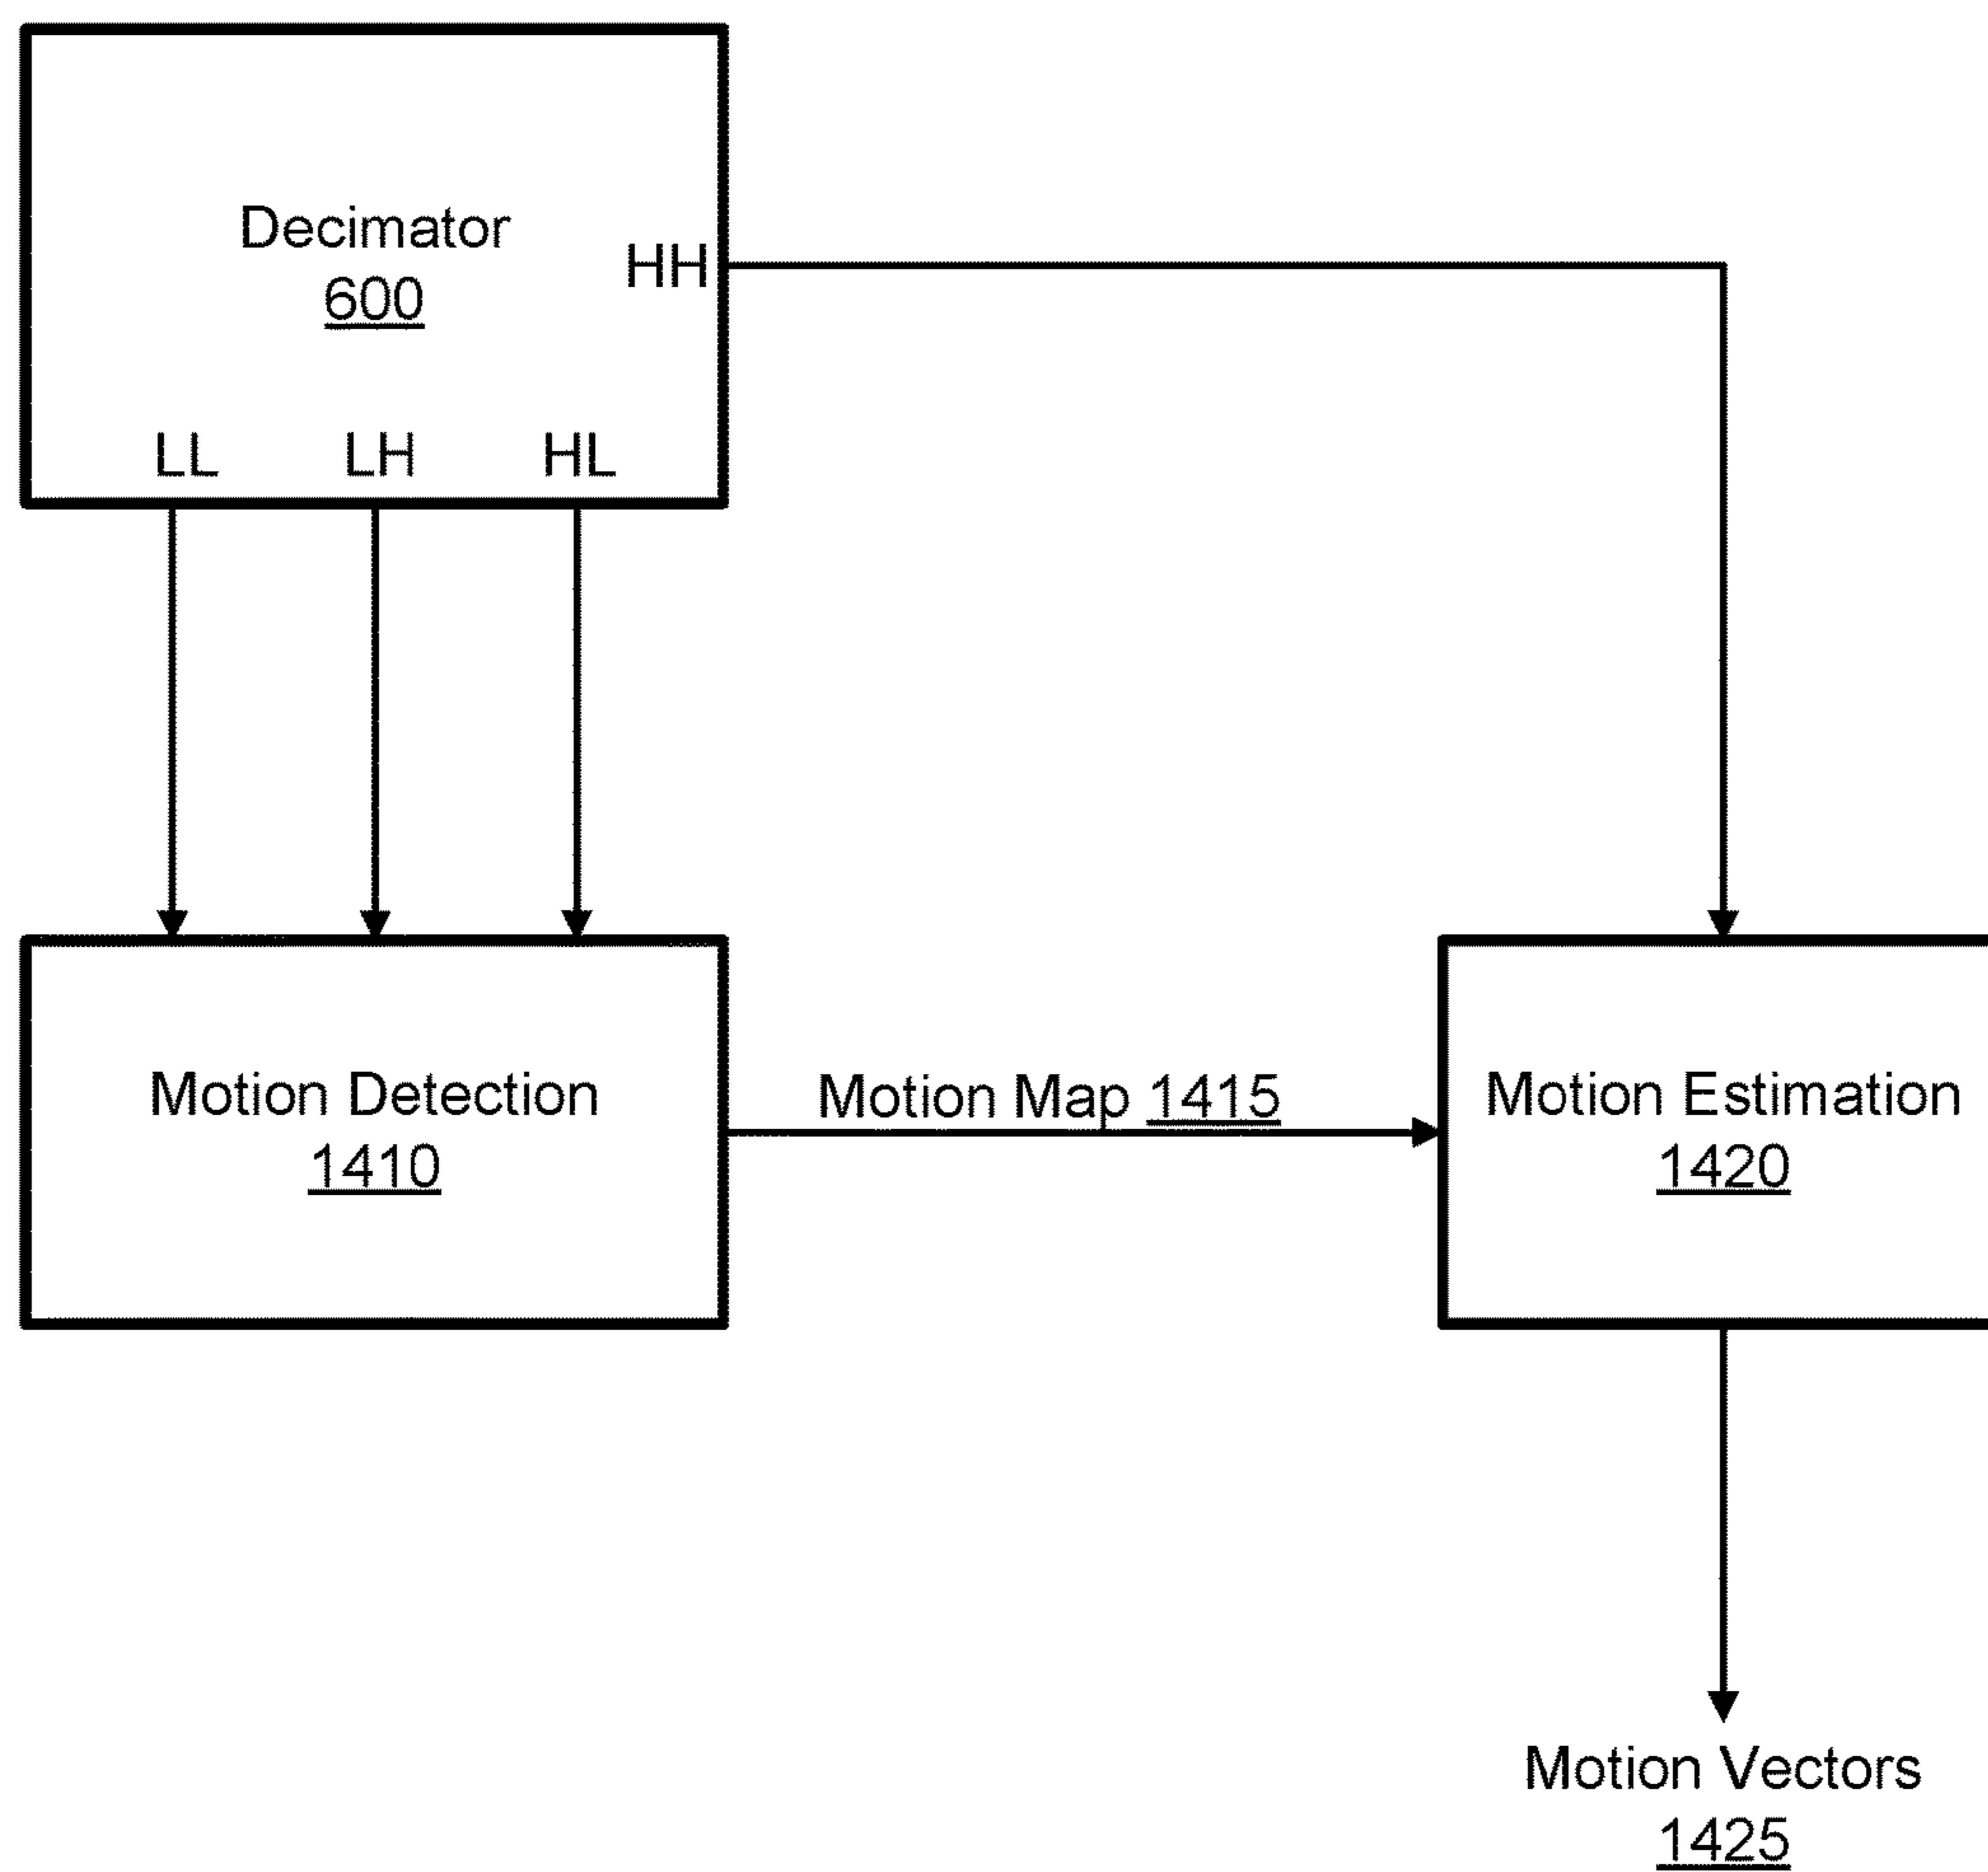 Decimator
600
HH
LL LH HL
Motion Detection
1410
Motion Map 1415
Motion Estimation
1420
Motion Vectors
1425